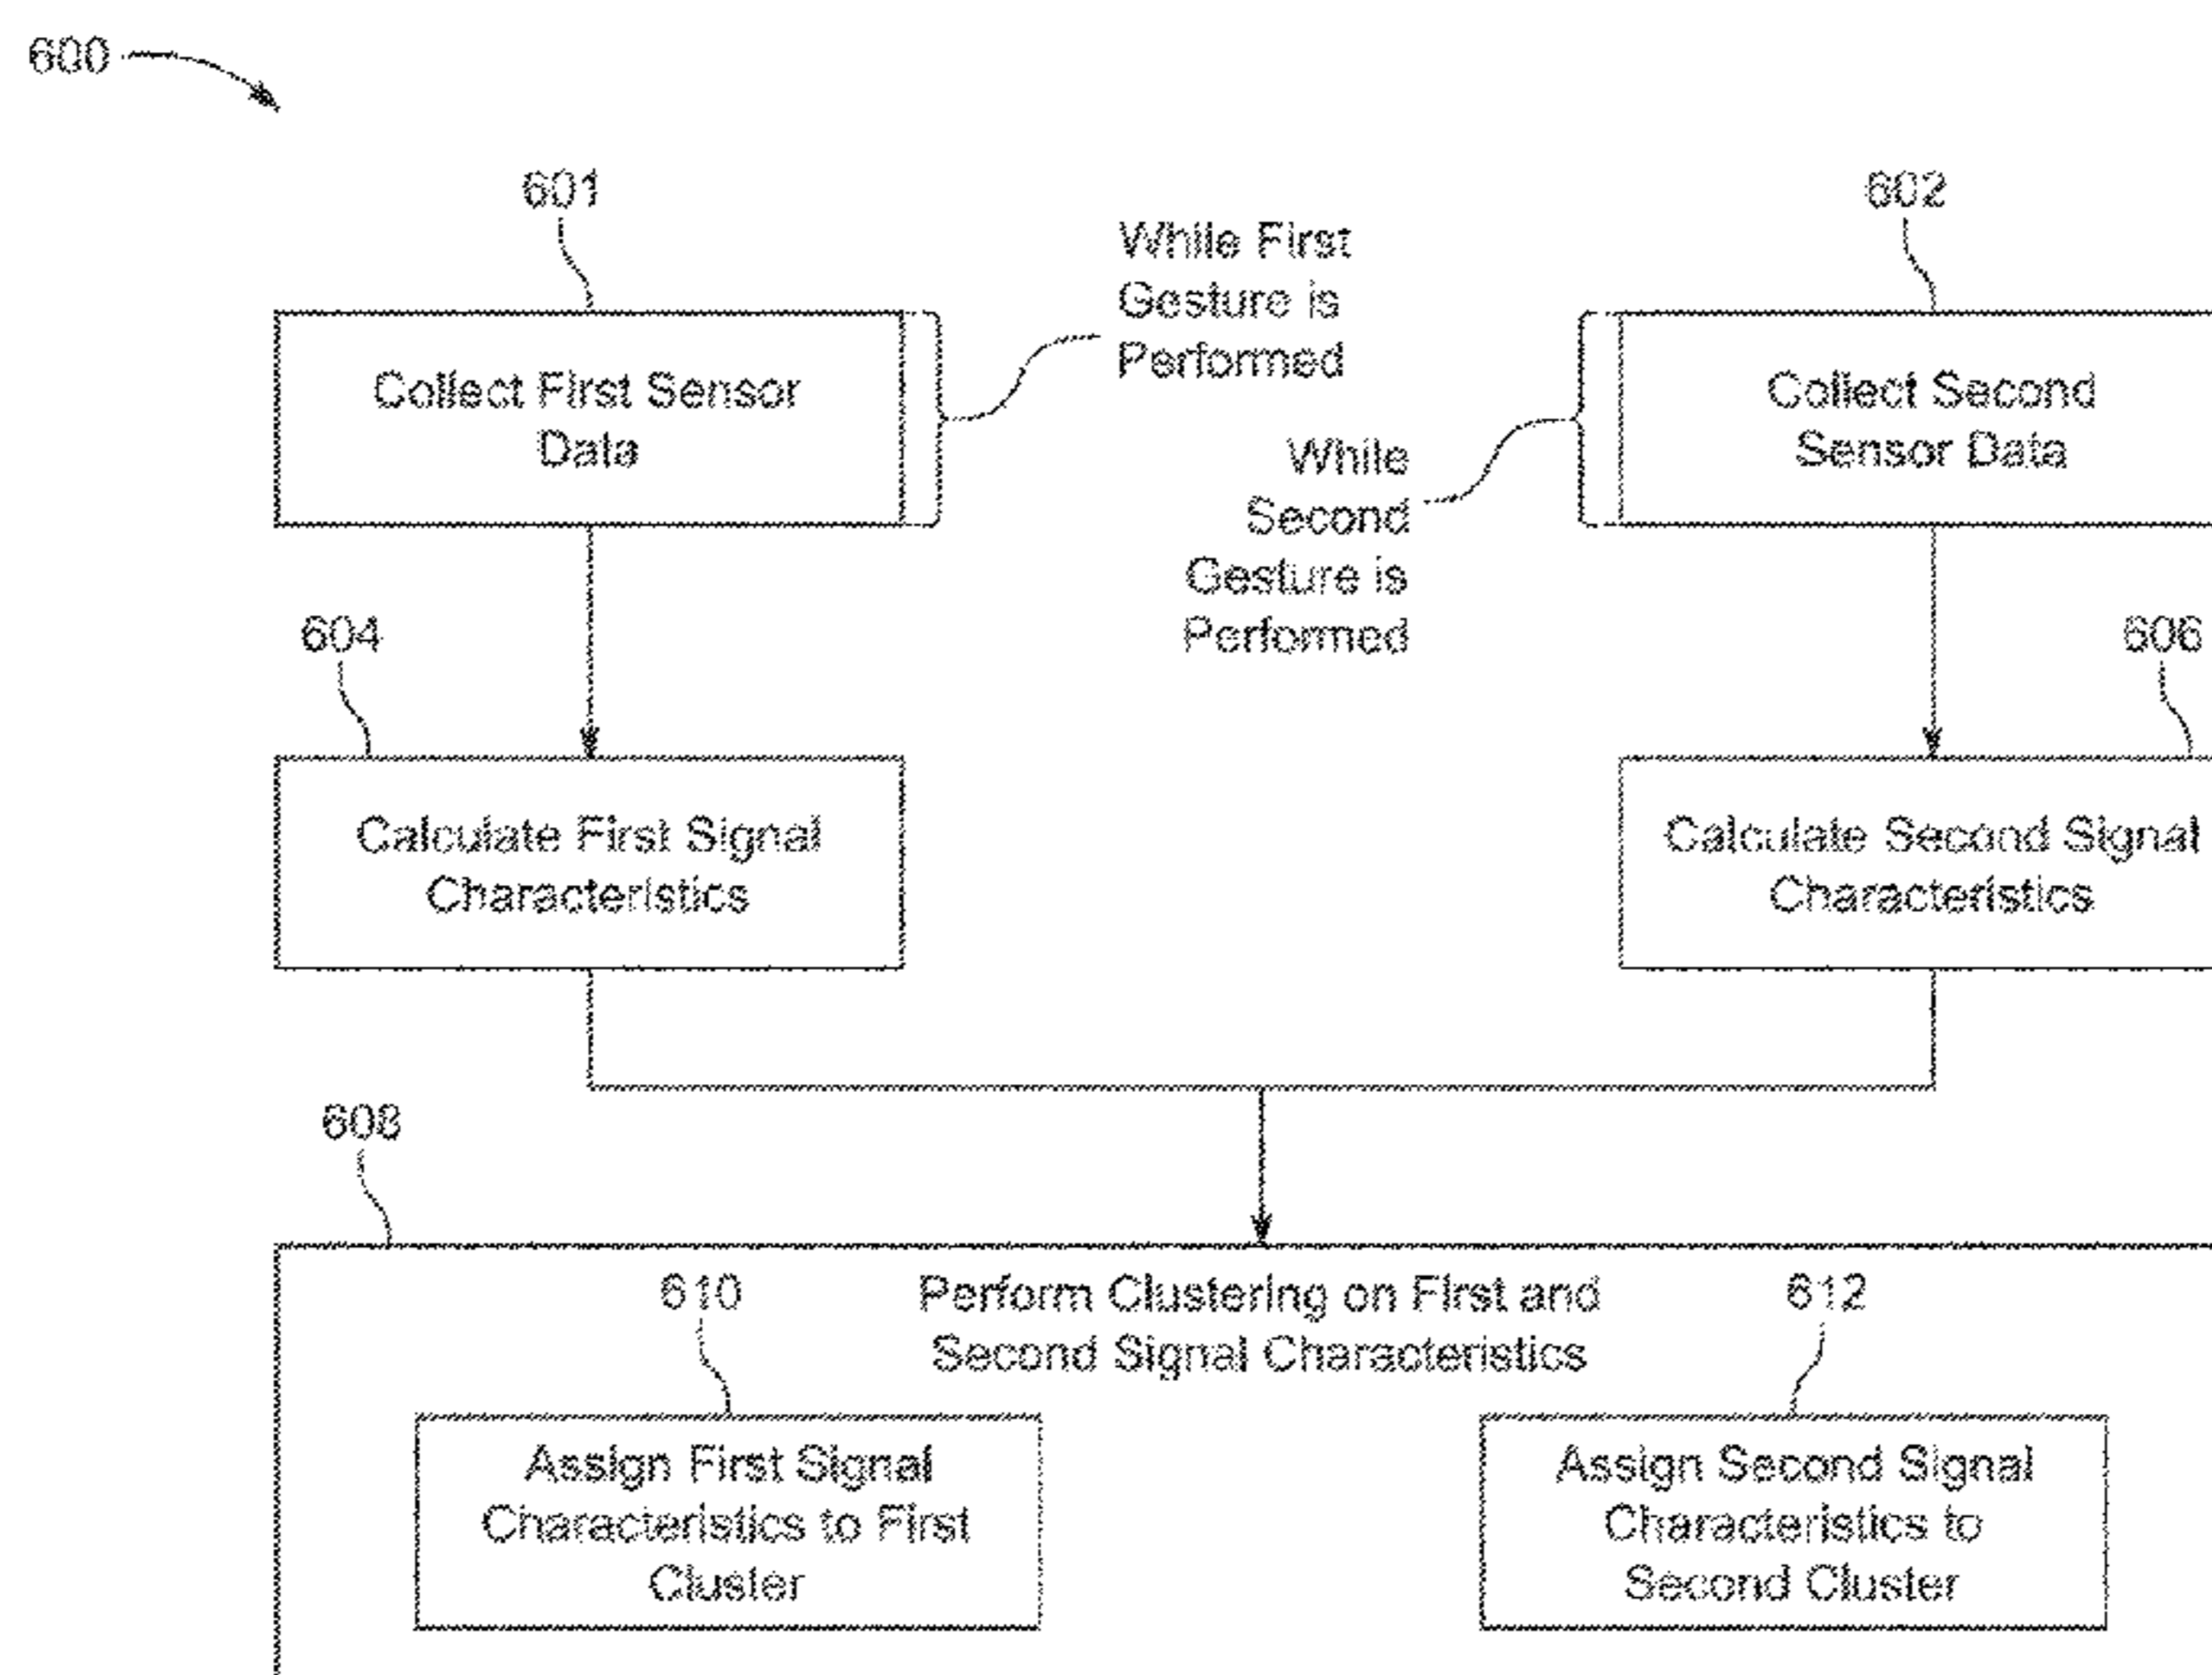 600
601
Collect First Sensor
Data
While First
Gesture is
Performed
602
Collect Second
Sensor Data
While
Second
Gesture is
Performed
604
Calculate First Signal
Characteristics
606
Calculate Second Signal
Characteristics
608
Perform Clustering on First and
Second Signal Characteristics
610
Assign First Signal
Characteristics to First
Cluster
612
Assign Second Signal
Characteristics to
Second Cluster